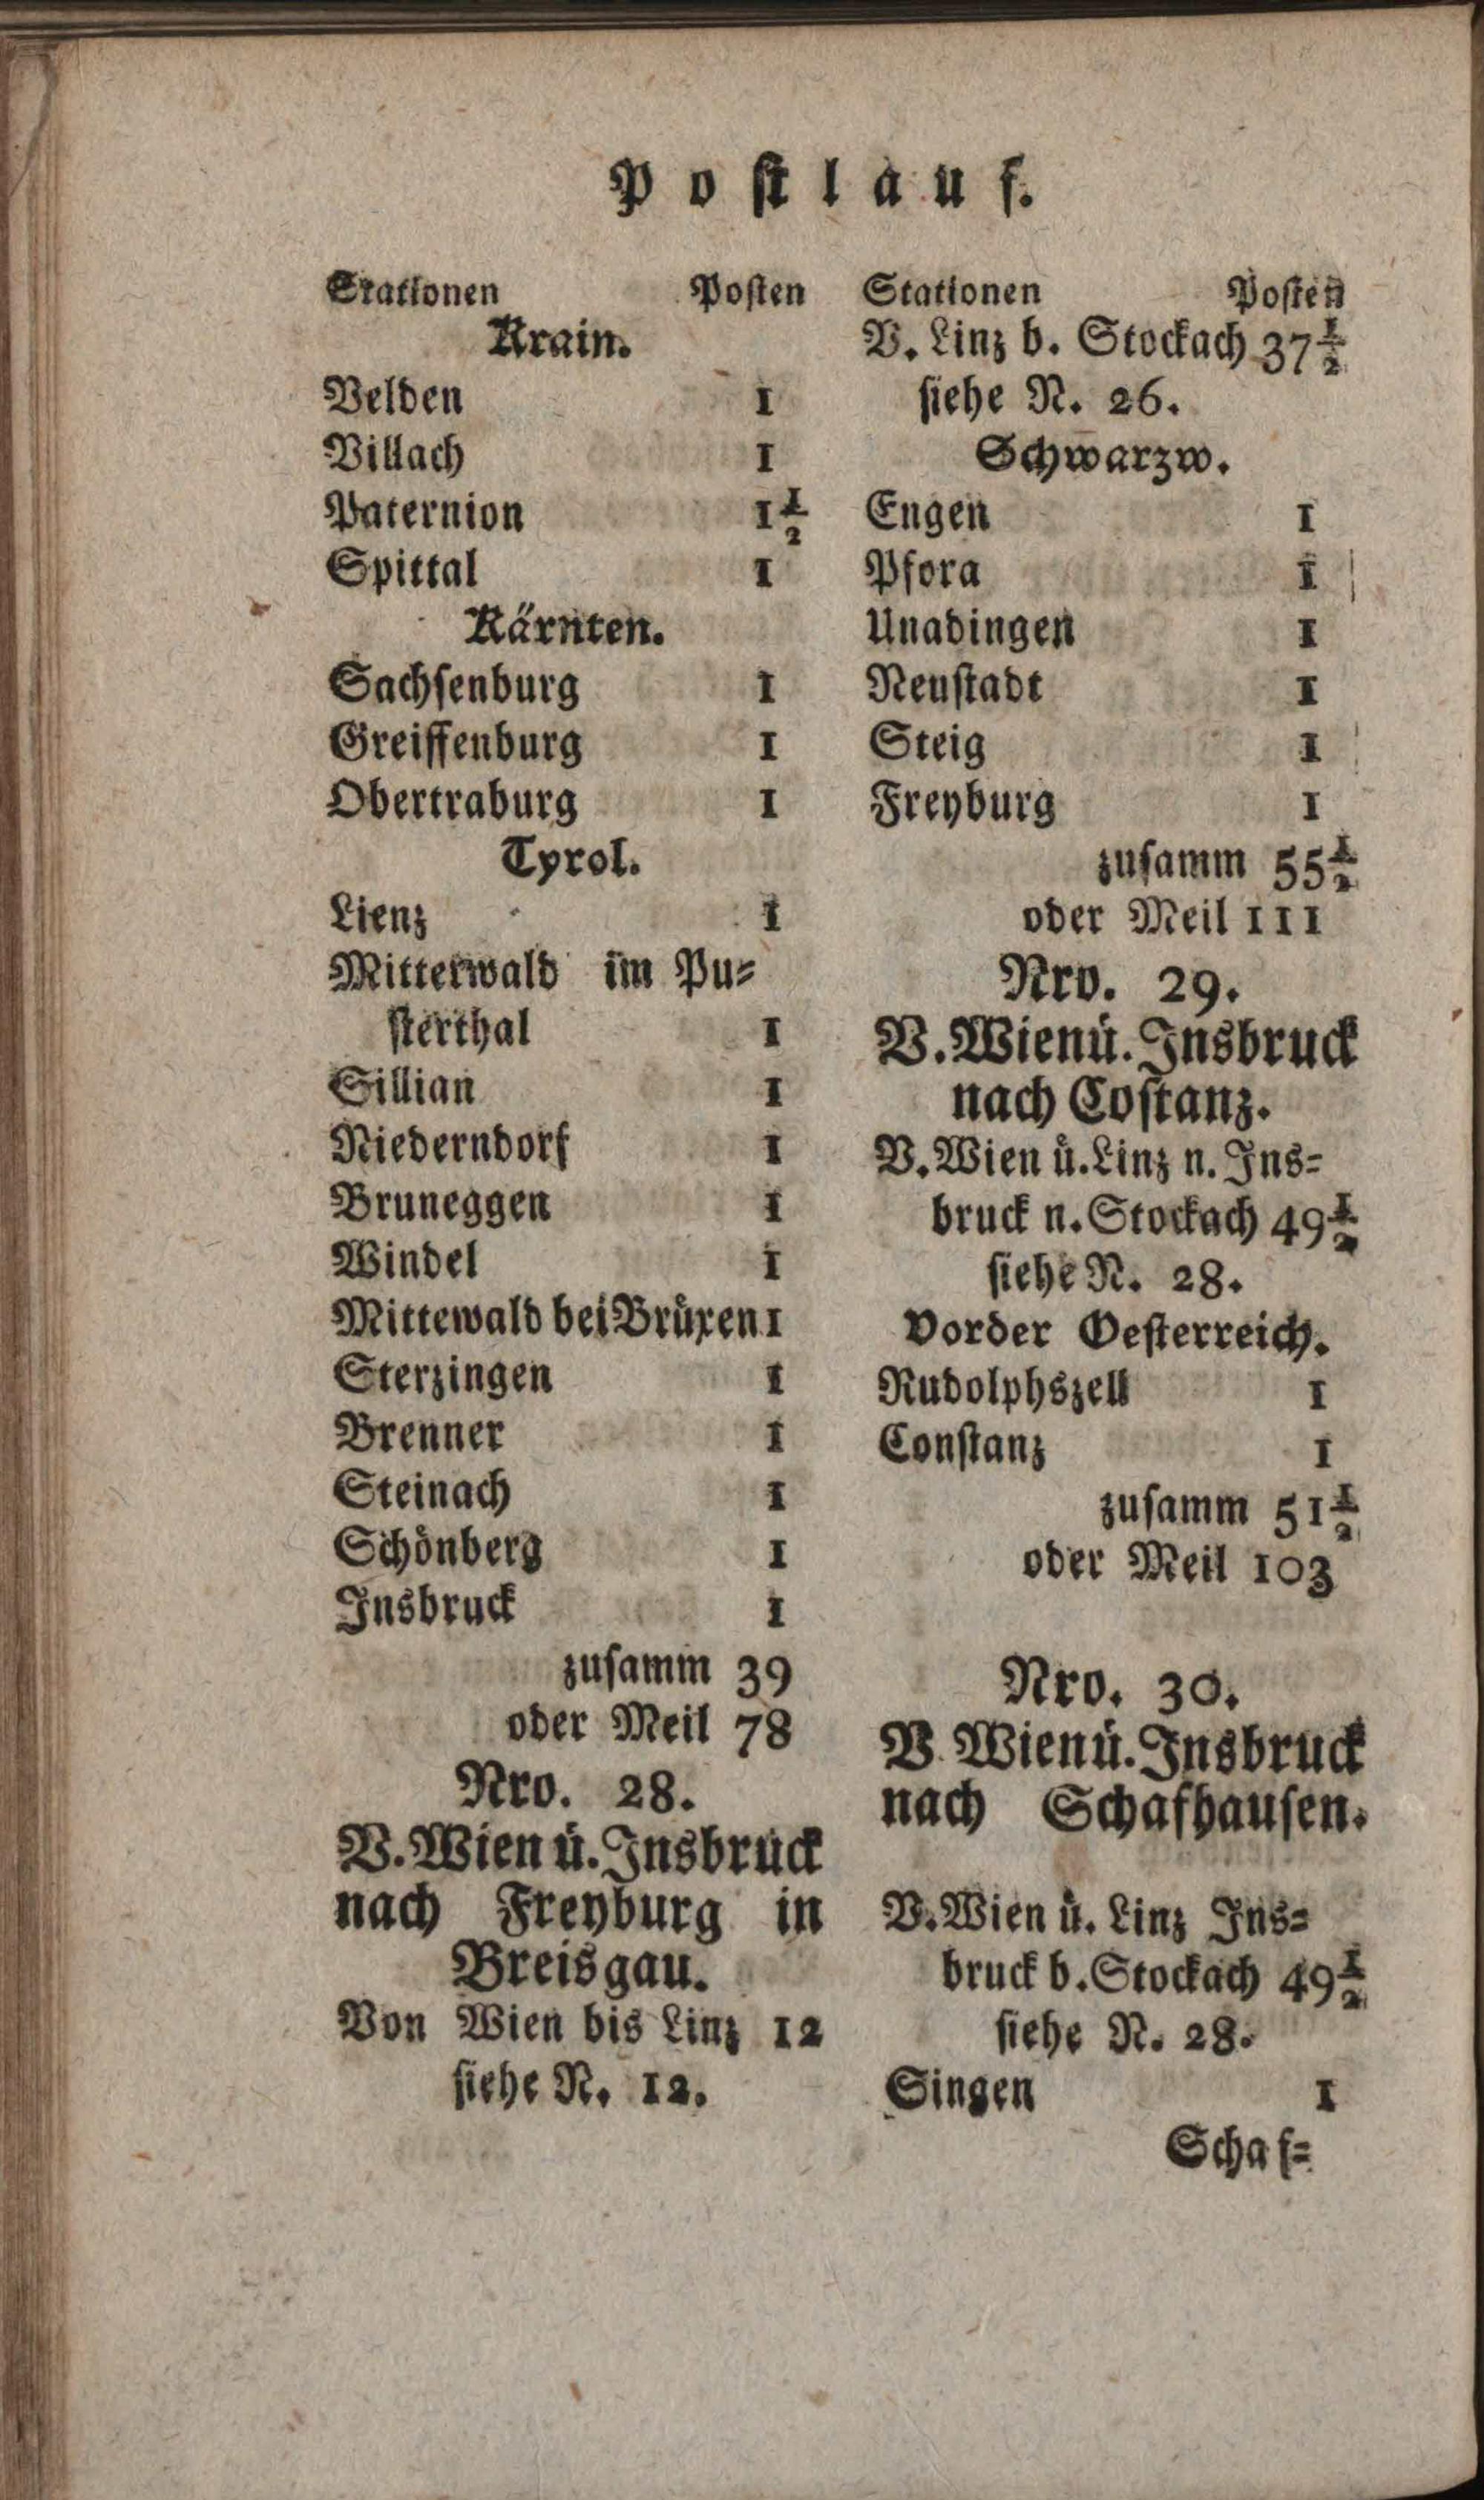 Postlauf.
Stationen Posten
Krain.
Velden 1
Villach 1
Paternion 1½
Spittal 1
Kärnten.
Sachsenburg 1
Greiffenburg 1
Obertraburg 1
Tyrol.
Lienz 1
Mitterwald im Pu=
sterthal 1
Sillian 1
Niederndorf 1
Bruneggen 1
Windel 1
Mittewald bei Brüxen 1
Sterzingen 1
Brenner 1
Steinach 1
Schönberg 1
Insbruck 1
zusamm 39
oder Meil 78
Nro. 28.
V. Wien ü. Insbruck
nach Freyburg in
Breisgau.
Von Wien bis Linz 12
siehe N. 12.
Stationen Posten
V. Linz b. Stockach 37½
siehe N. 26.
Schwarzw.
Engen 1
Pfora 1
Unadingen 1
Neustadt 1
Steig 1
Freyburg 1
zusamm 55½
oder Meil 111
Nro. 29.
V. Wien ü. Insbruck
nach Costanz.
V. Wien ü. Linz n. Ins=
bruck n. Stockach 49½
siehe N. 28.
Vorder Oesterreich.
Rudolphszell 1
Constanz 1
zusamm 51½
oder Meil 103
Nro. 30.
V Wien ü. Insbruck
nach Schafhausen.
V. Wien ü. Linz Ins=
bruck b. Stockach 49½
siehe N. 28.
Singen 1
Schaf=